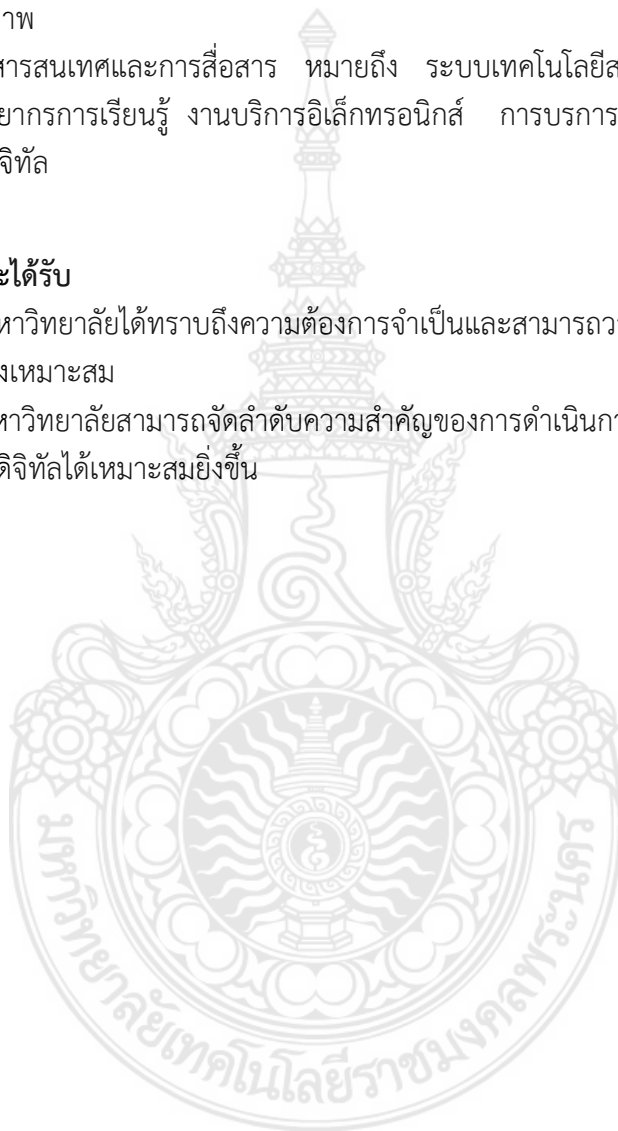 าพ
สารสนเทศและการสื่อสาร หมายถึง ระบบเทคโนโลยีส
ยากรการเรียนรู้ งานบริการอิเล็กทรอนิกส์ การบรการ
จิทัล
ะได้รับ
หาวิทยาลัยได้ทราบถึงความต้องการจำเป็นและสามารถว
งเหมาะสม
หาวิทยาลัยสามารถจัดลำดับความสำคัญของการดำเนินกา
ดิจิทัลได้เหมาะสมยิ่งขึ้น
มหาวิทยาลัยเทคโนโลยีราชมงคลพระนคร